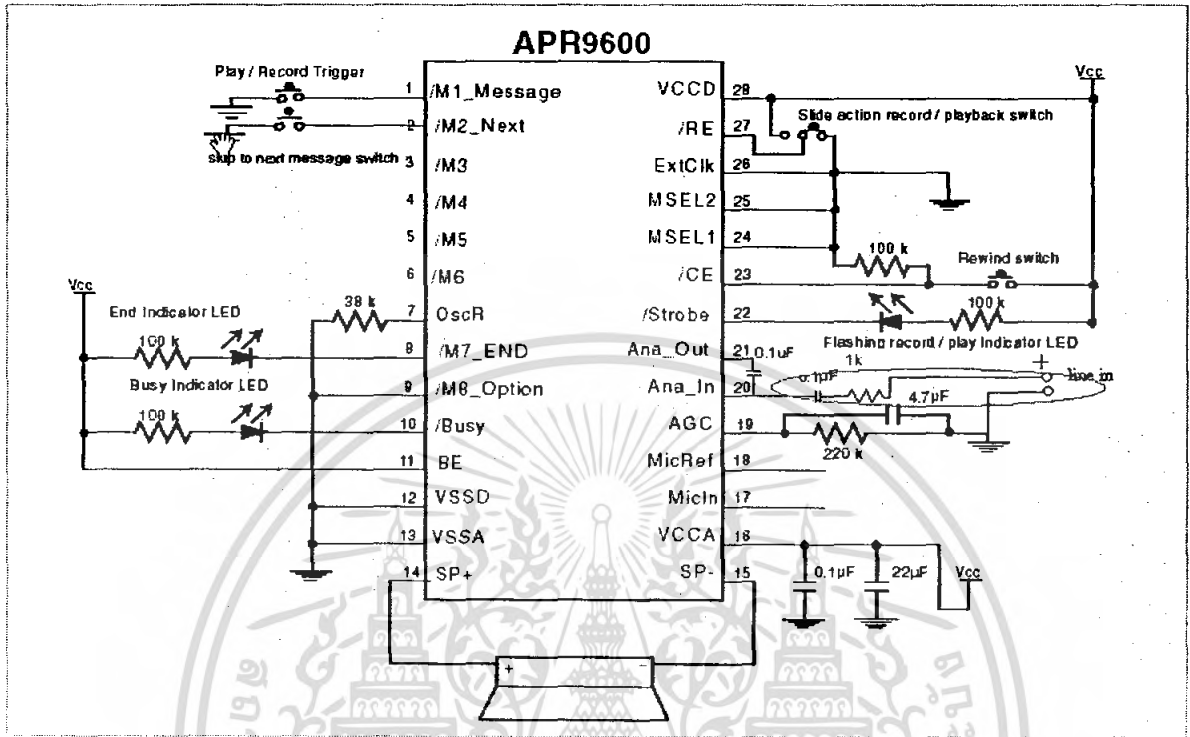 APR9600
Play / Record Trigger
skip to next message switch
1 /M1_Message
2 /M2_Next
3 /M3
4 /M4
5 /M5
6 /M6
7 OscR
8 /M7_END
9 /M8_Option
10 /Busy
11 BE
12 VSSD
13 VSSA
14 SP+
Vcc
38 k
End Indicator LED
100 k
Busy Indicator LED
100 k
VCCD 28
/RE 27
ExtClk 26
MSEL2 25
MSEL1 24
/CE 23
/Strobe 22
Ana_Out 21
Ana_In 20
AGC 19
MicRef 18
MicIn 17
VCCA 16
SP- 15
Vcc
Slide action record / playback switch
100 k
Rewind switch
100 k
Flashing record / play Indicator LED
0.1uF
1k
0.1µF
+
line_in
4.7µF
220 k
0.1µF
22µF
Vcc
+ -